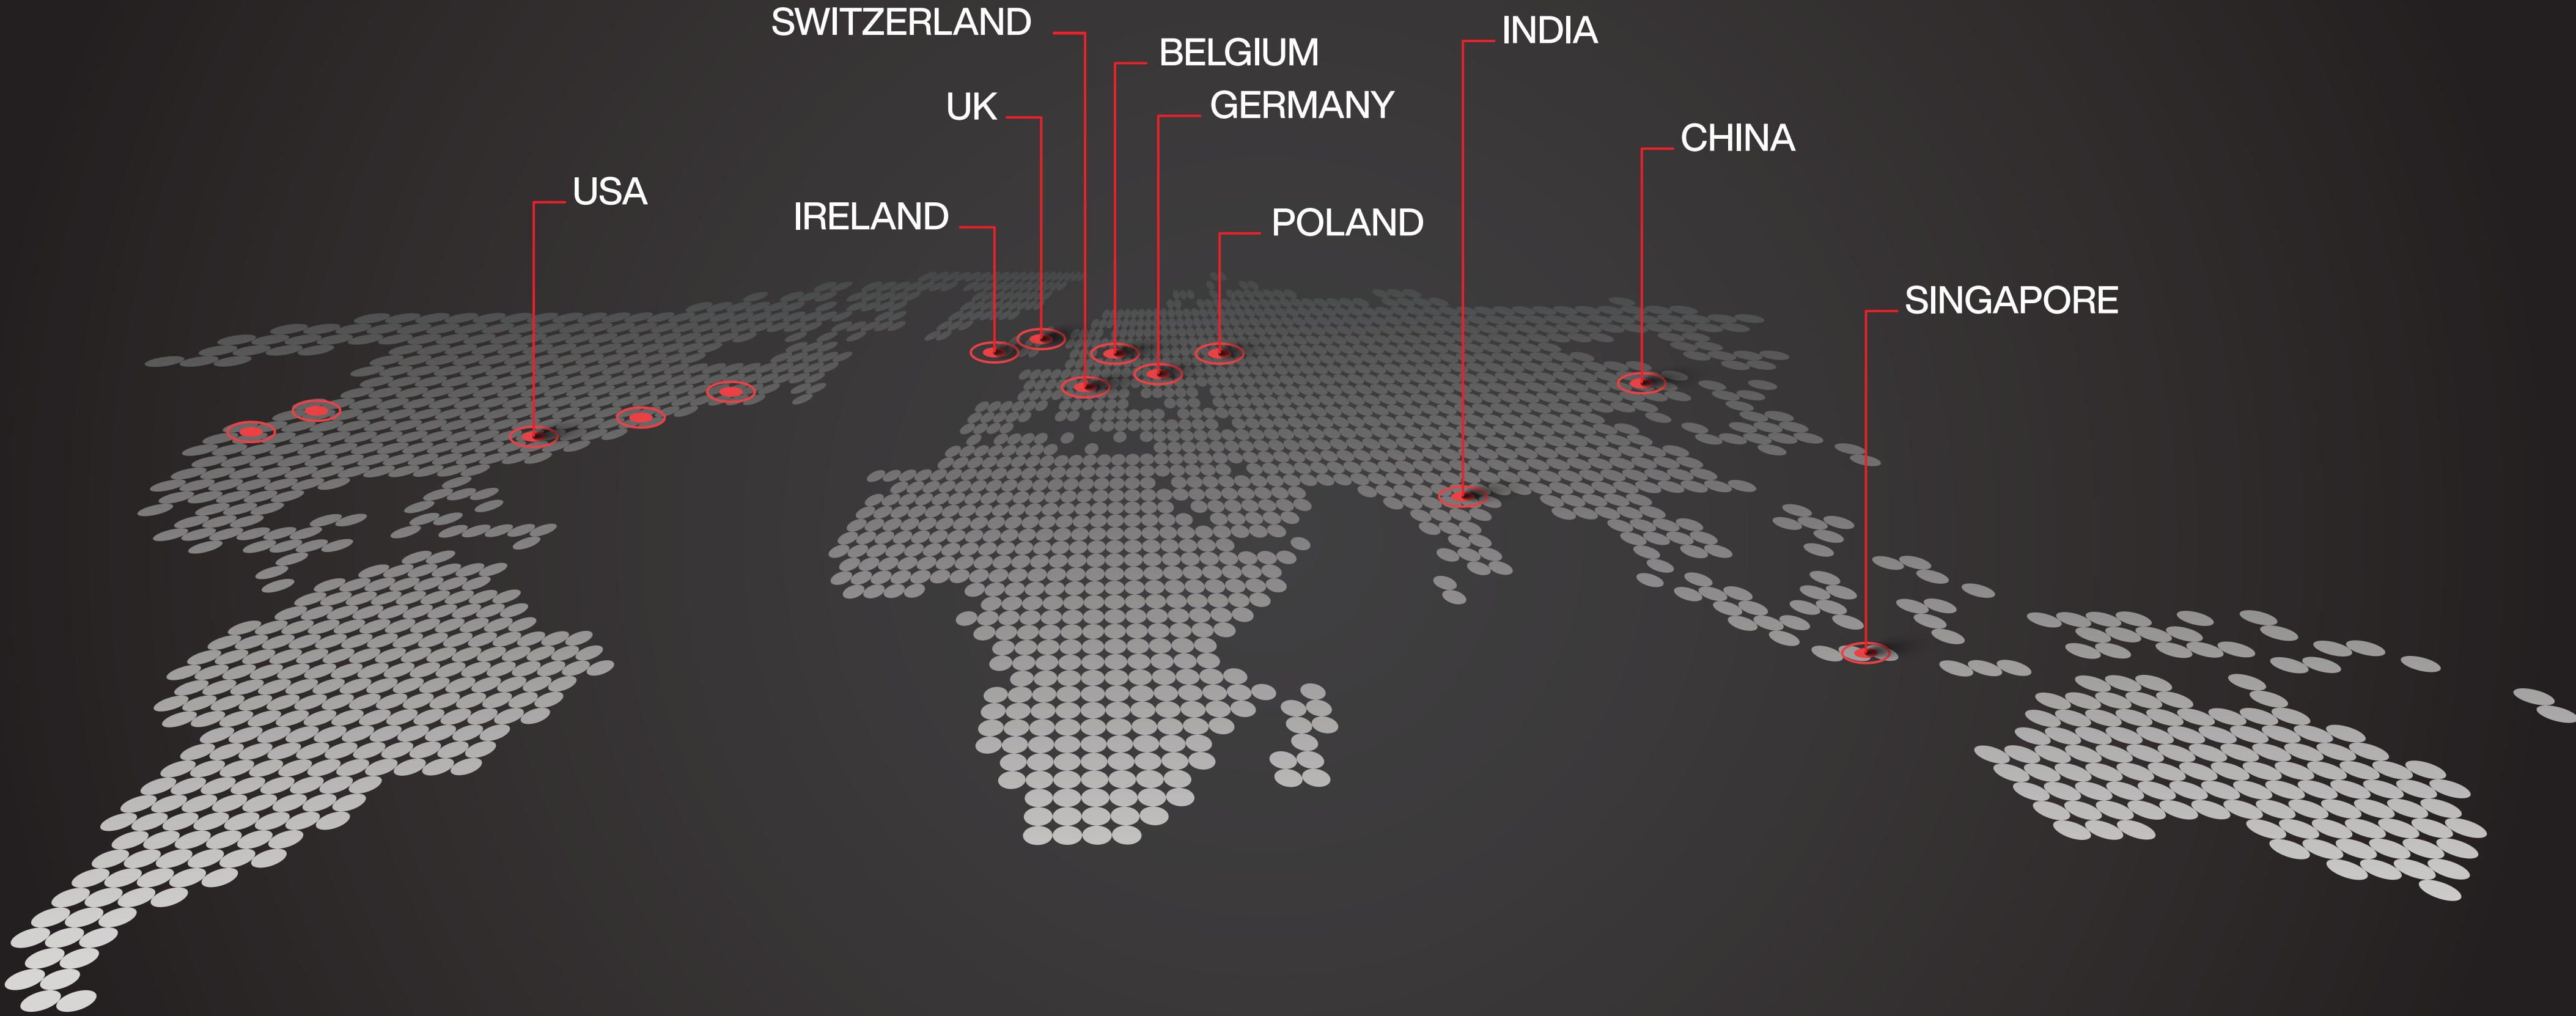 SWITZERLAND
INDIA
BELGIUM
UK
GERMANY
CHINA
USA
IRELAND
POLAND
SINGAPORE